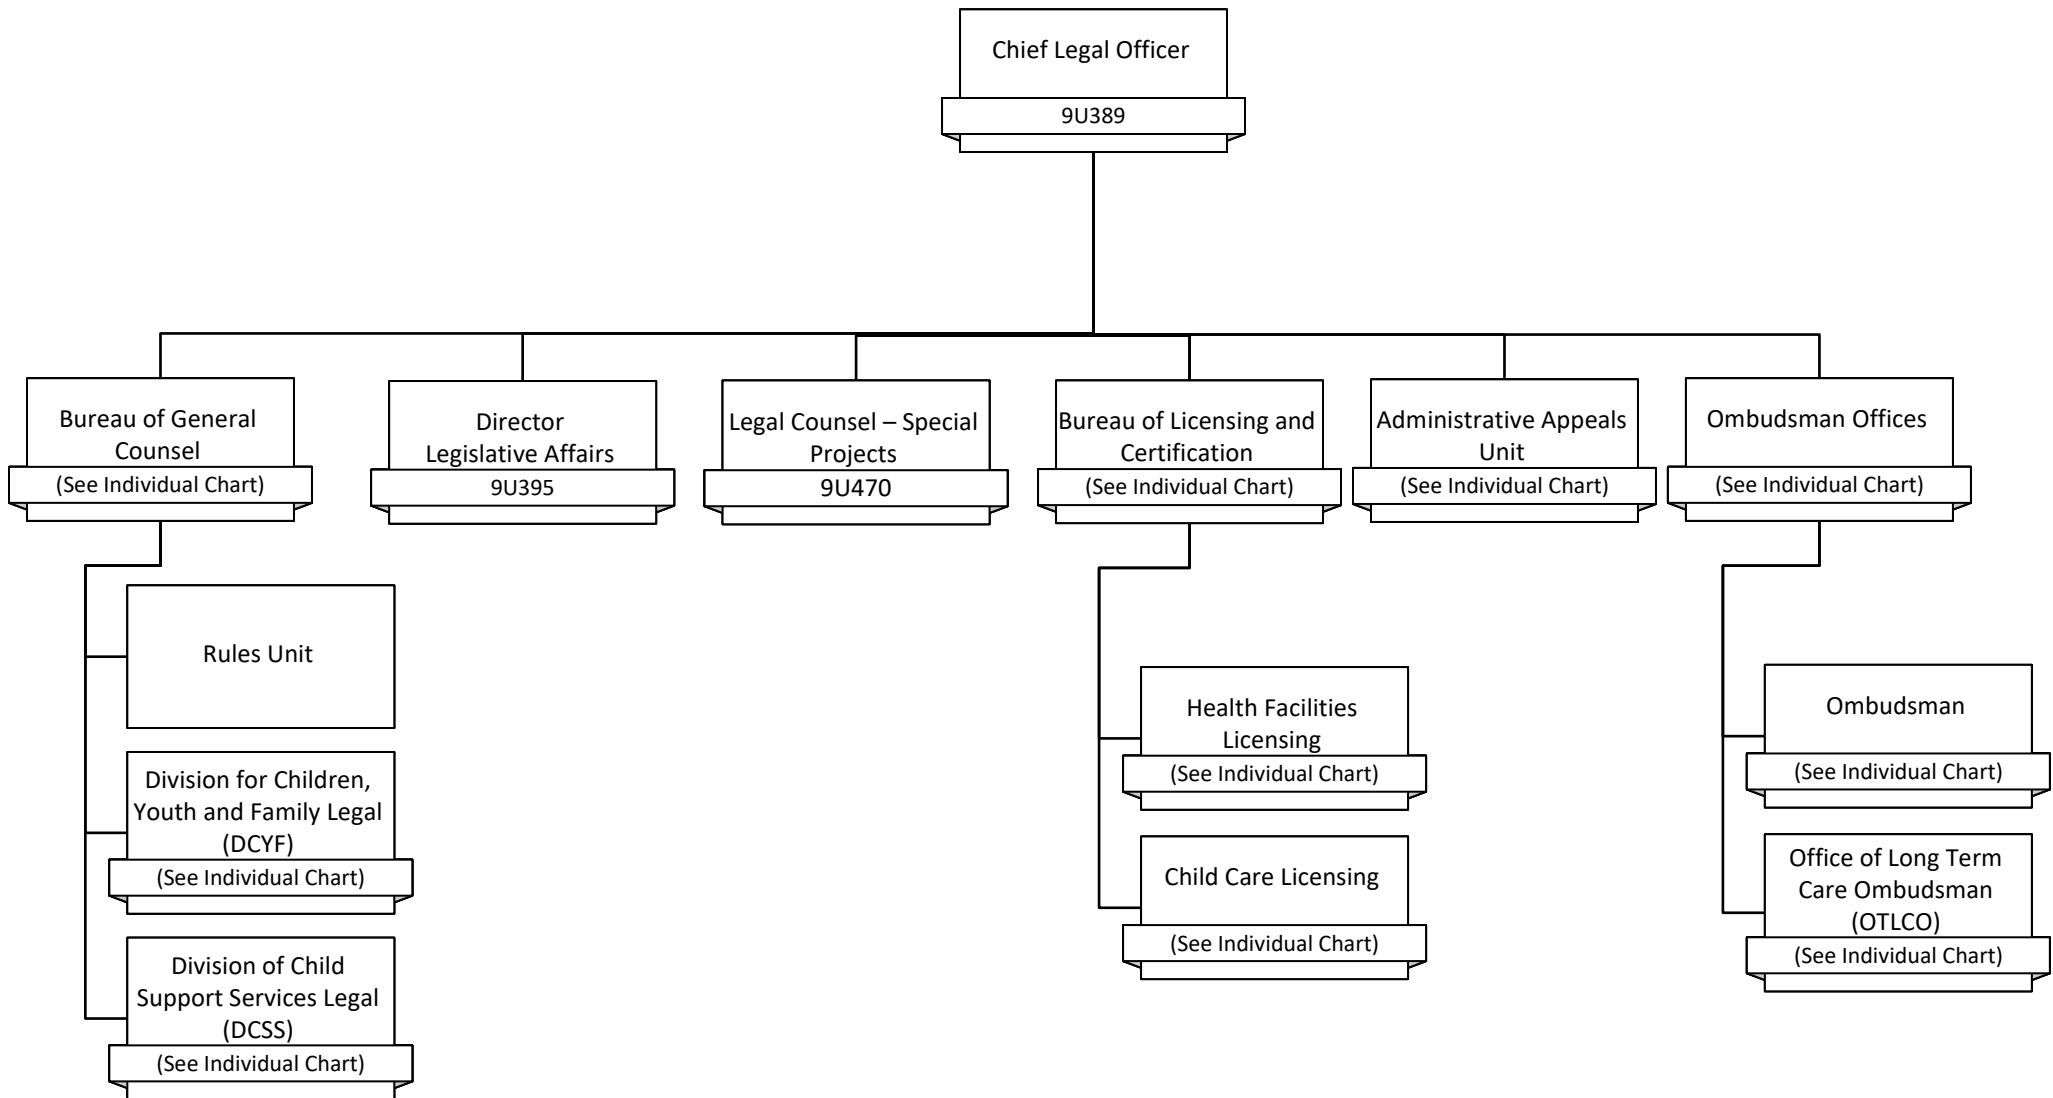 Chief Legal Officer
9U389
Bureau of General
Counsel
(See Individual Chart)
Director
Legislative Affairs
9U395
Legal Counsel – Special
Projects
9U470
Bureau of Licensing and
Certification
(See Individual Chart)
Administrative Appeals
Unit
(See Individual Chart)
Ombudsman Offices
(See Individual Chart)
Rules Unit
Division for Children,
Youth and Family Legal
(DCYF)
(See Individual Chart)
Division of Child
Support Services Legal
(DCSS)
(See Individual Chart)
Health Facilities
Licensing
(See Individual Chart)
Child Care Licensing
(See Individual Chart)
Ombudsman
(See Individual Chart)
Office of Long Term
Care Ombudsman
(OTLCO)
(See Individual Chart)